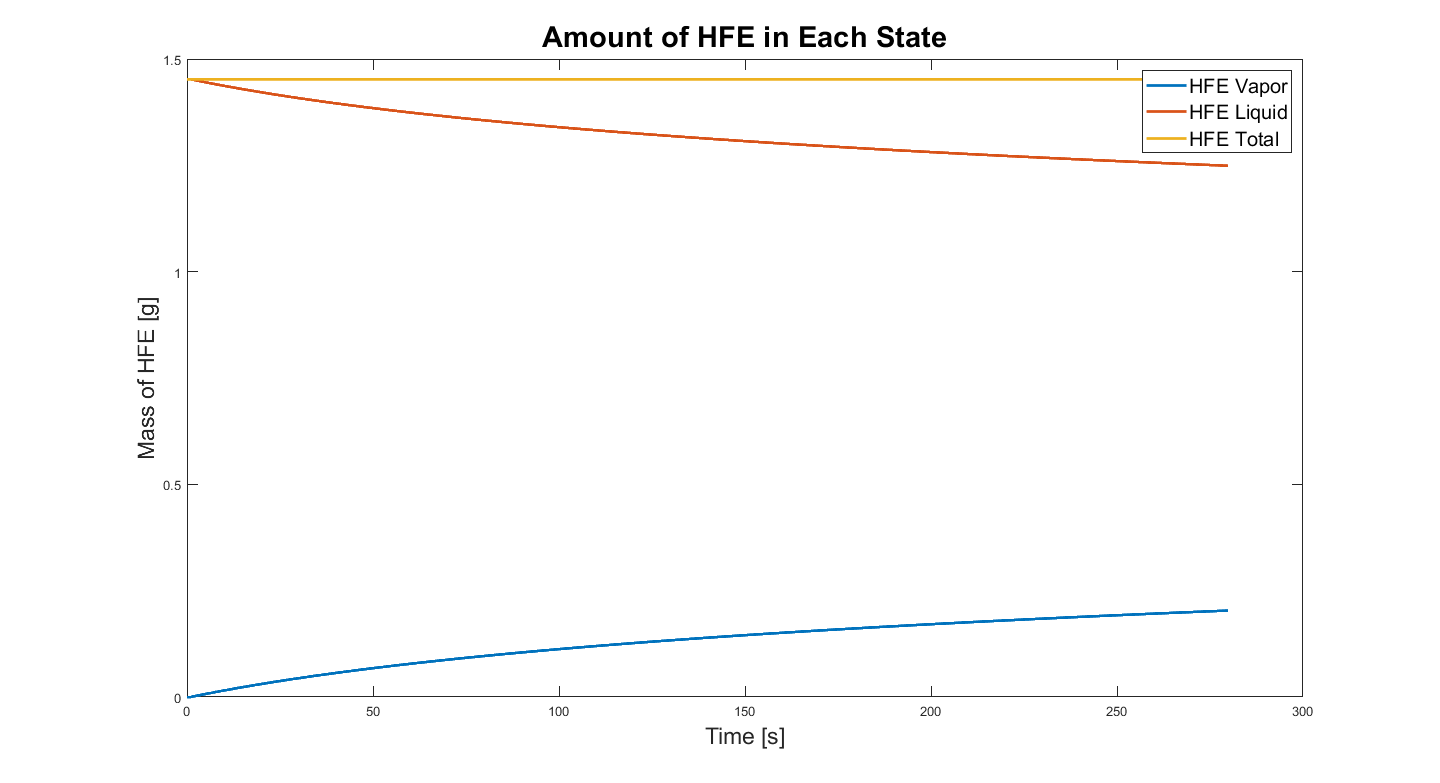 Amount of HFE in Each State
HFE Vapor
HFE Liquid
HFE Total
Mass of HFE [g]
1.5
1
0.5
0
0 50 100 150 200 250 300
Time [s]